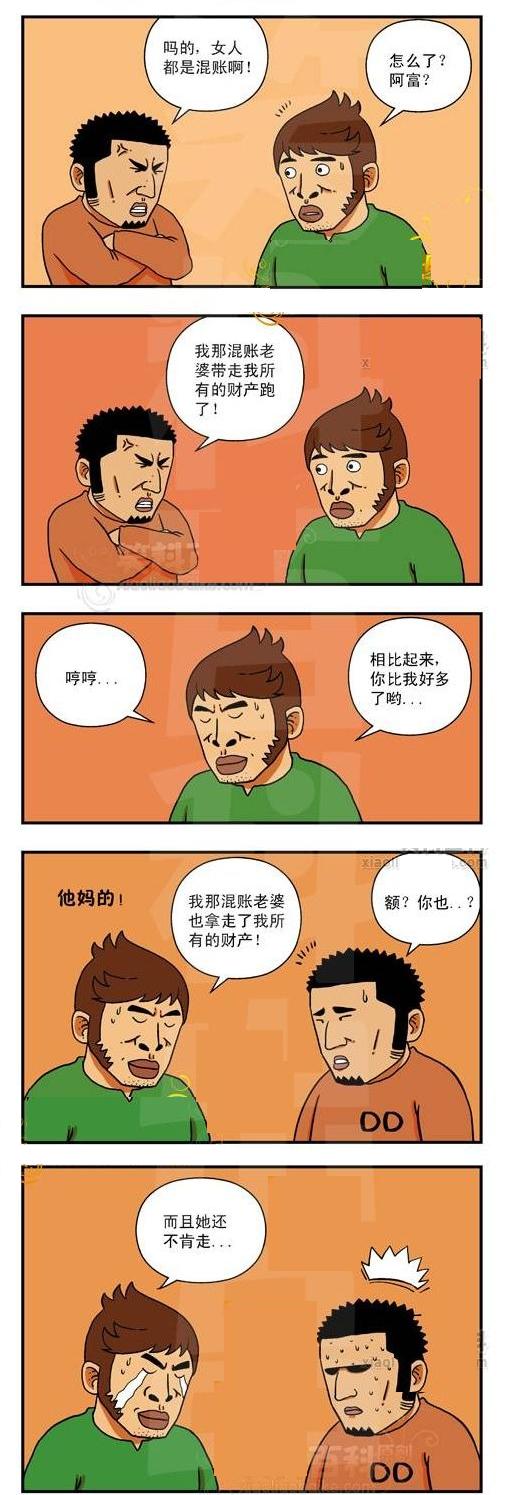 吗的，女人
都是混账啊！
怎么了？
阿富？
我那混账老
婆带走我所
有的财产跑
了！
哼哼...
相比起来，
你比我好多
了哟...
他妈的！
我那混账老婆
也拿走了我所
有的财产！
额？你也..？
DD
而且她还
不肯走...
DD